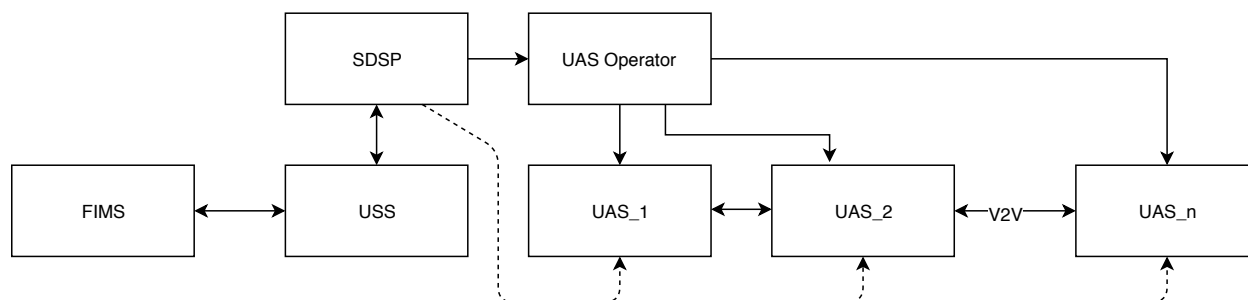 SDSP
UAS Operator
FIMS
USS
UAS_1
UAS_2
V2V
UAS_n